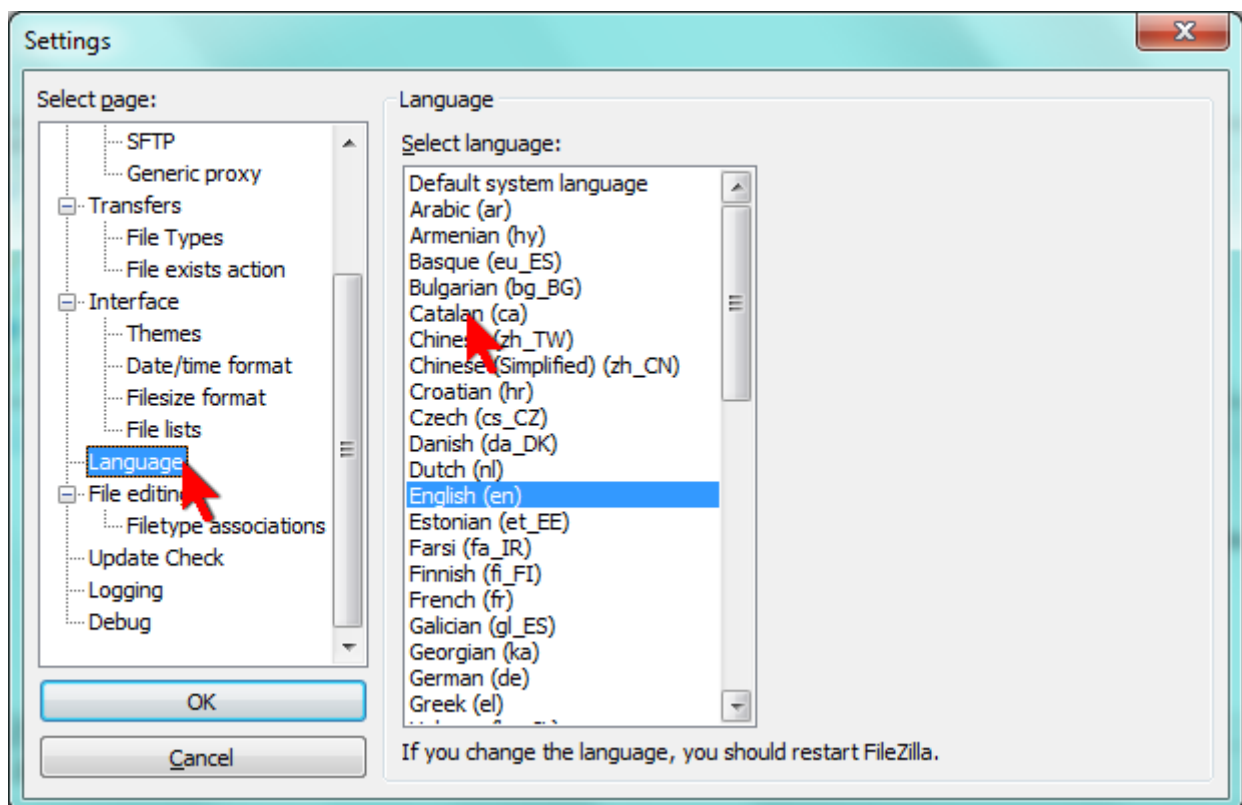 Settings
Select page:
SFTP
Generic proxy
Transfers
File Types
File exists action
Interface
Themes
Date/time format
Filesize format
File lists
Language
File editing
Filetype associations
Update Check
Logging
Debug
OK
Cancel
Language
Select language:
Default system language
Arabic (ar)
Armenian (hy)
Basque (eu_ES)
Bulgarian (bg_BG)
Catalan (ca)
Chinese (zh_TW)
Chinese (Simplified) (zh_CN)
Croatian (hr)
Czech (cs_CZ)
Danish (da_DK)
Dutch (nl)
English (en)
Estonian (et_EE)
Farsi (fa_IR)
Finnish (fi_FI)
French (fr)
Galician (gl_ES)
Georgian (ka)
German (de)
Greek (el)
If you change the language, you should restart FileZilla.